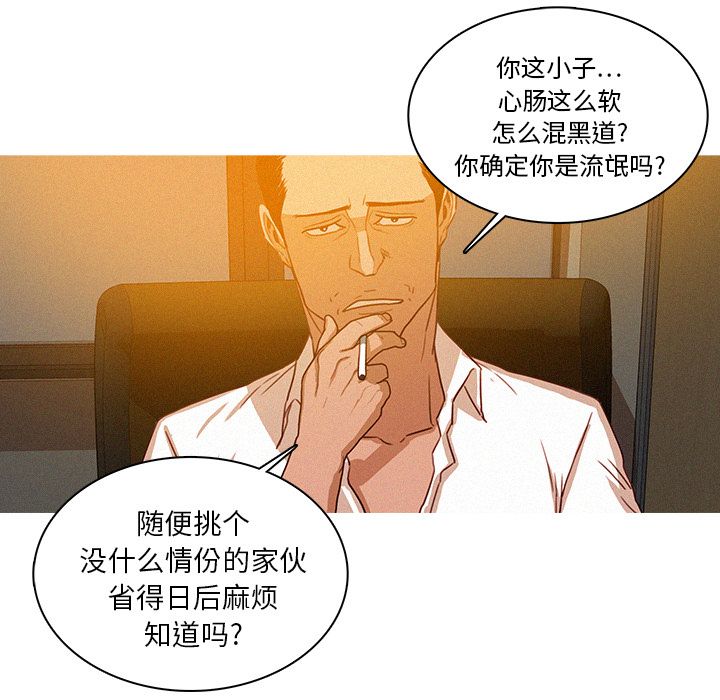 你这小子...
心肠这么软
怎么混黑道?
你确定你是流氓吗?
随便挑个
没什么情份的家伙
省得日后麻烦
知道吗?